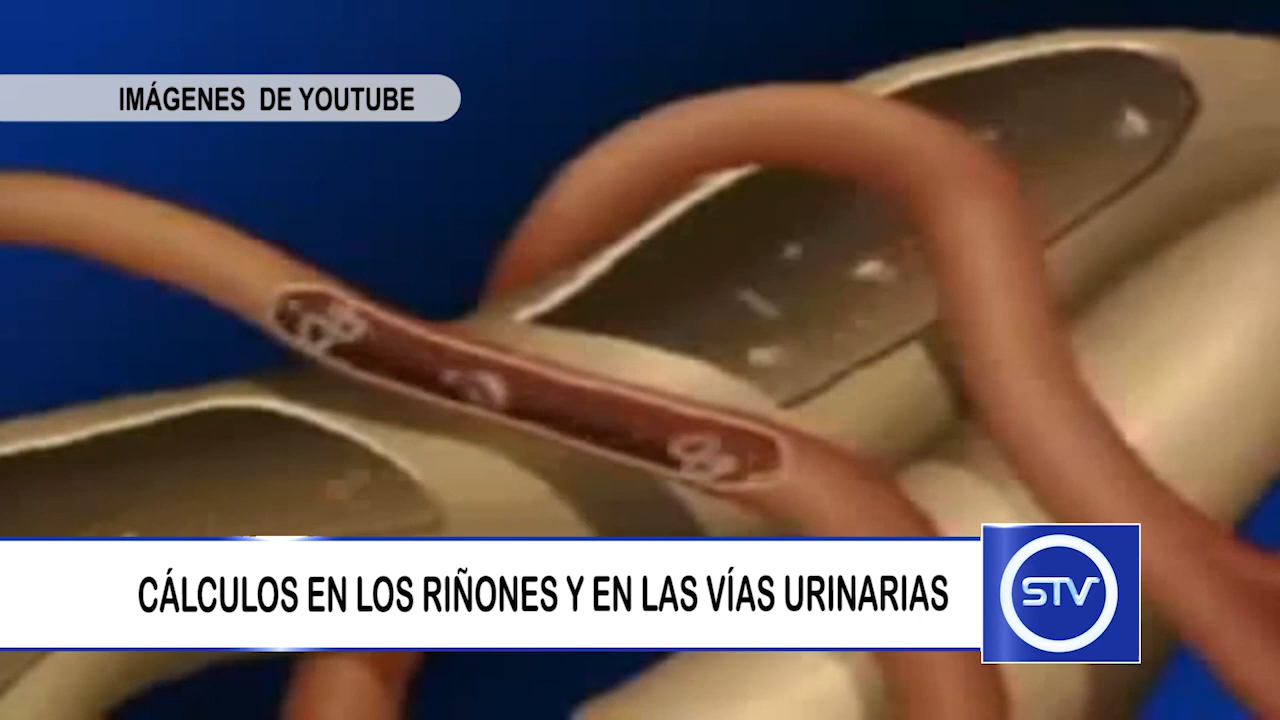 IMÁGENES DE YOUTUBE
CÁLCULOS EN LOS RIÑONES Y EN LAS VÍAS URINARIAS
STV